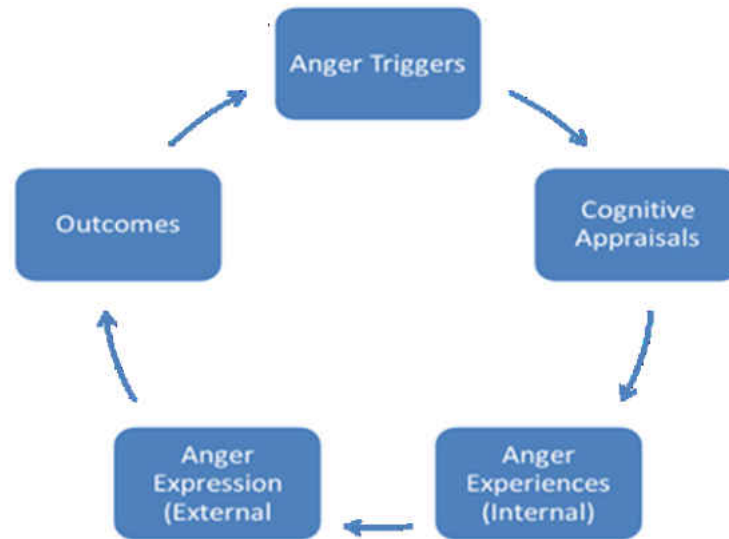 Anger Triggers
Cognitive
Appraisals
Anger
Experiences
(Internal)
Anger
Expression
(External
Outcomes